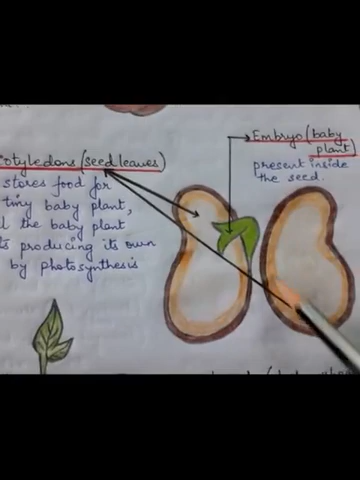 Embryo (baby
plant)
present inside
the seed.
cotyledons (seed leaves)
stores food for
tiny baby plant,
the baby plant
producing its own
by photosynthesis